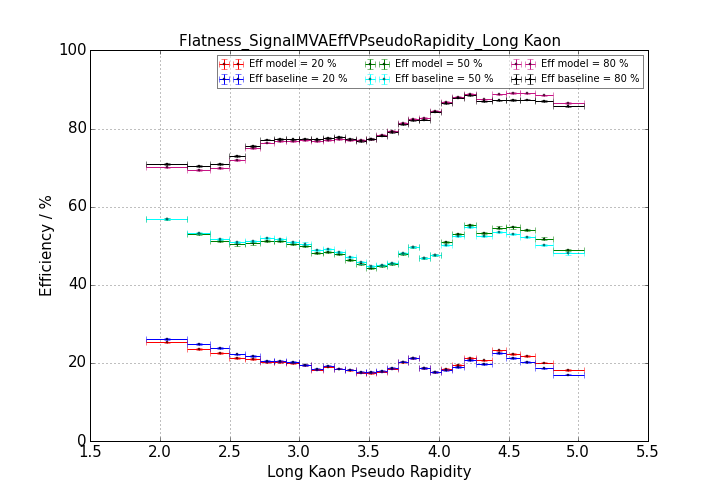 Flatness_SignalMVAEffVPseudoRapidity_Long Kaon
Eff model = 20 % Eff model = 50 % Eff model = 80 %
Eff baseline = 20 % Eff baseline = 50 % Eff baseline = 80 %
100
80
60
40
20
0
Efficiency / %
1.5 2.0 2.5 3.0 3.5 4.0 4.5 5.0 5.5
Long Kaon Pseudo Rapidity